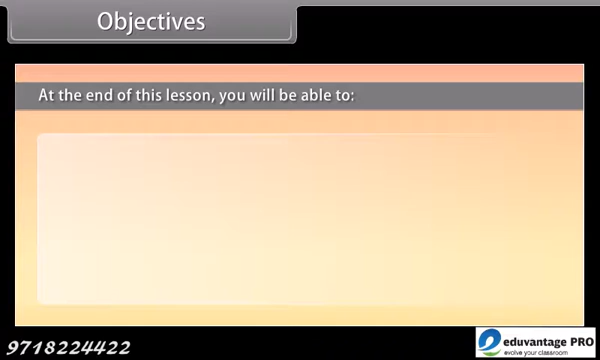 Objectives
At the end of this lesson, you will be able to:
9718224422
eduvantage PRO
evolve your classroom